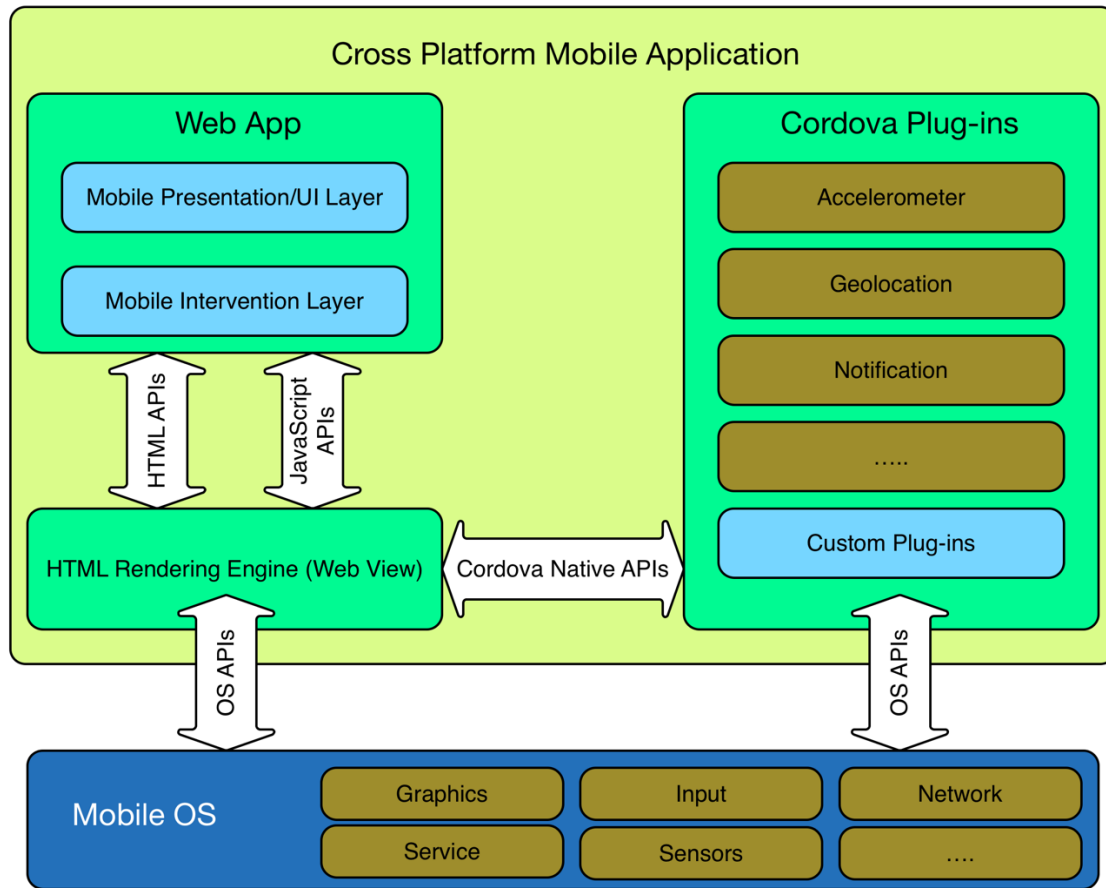 Cross Platform Mobile Application
Web App
Mobile Presentation/UI Layer
Mobile Intervention Layer
HTML APIs
JavaScript
APIs
HTML Rendering Engine (Web View)
Cordova Native APIs
Cordova Plug-ins
Accelerometer
Geolocation
Notification
.....
Custom Plug-ins
OS APIs
OS APIs
Mobile OS
Graphics
Input
Network
Service
Sensors
....